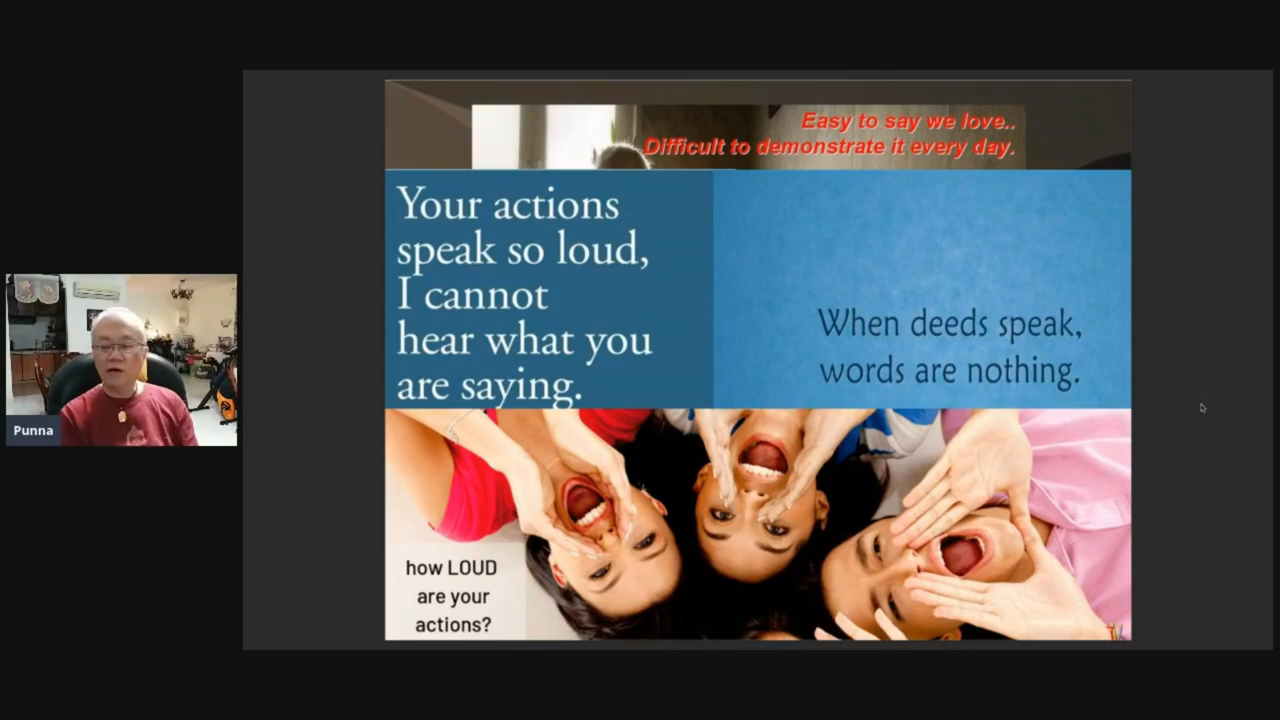 Easy to say we love..
Difficult to demonstrate it every day.
Your actions
speak so loud,
I cannot
hear what you
are saying.
When deeds speak,
words are nothing.
how LOUD
are your
actions?
Punna